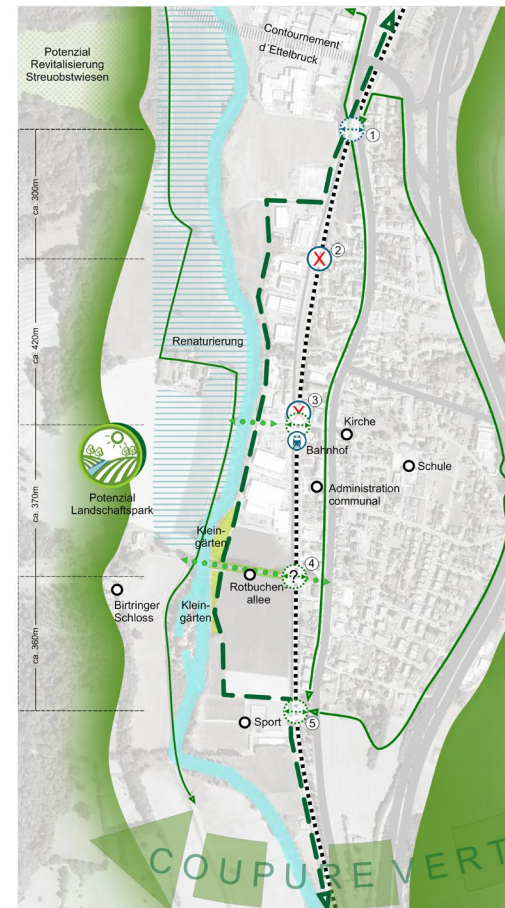 Potenzial
Revitalisierung
Streuobstwiesen
Contournement
d´Ettelbruck
1
ca. 300m
2
ca. 420m
Renaturierung
3
Kirche
Bahnhof
Schule
Administration
communal
ca. 370m
Potenzial
Landschaftspark
Klein-
gärten
4
?
Rotbuchen
allee
Birtringer
Schloss
Klein-
gärten
ca. 360m
Sport
5
COUPURE VERT